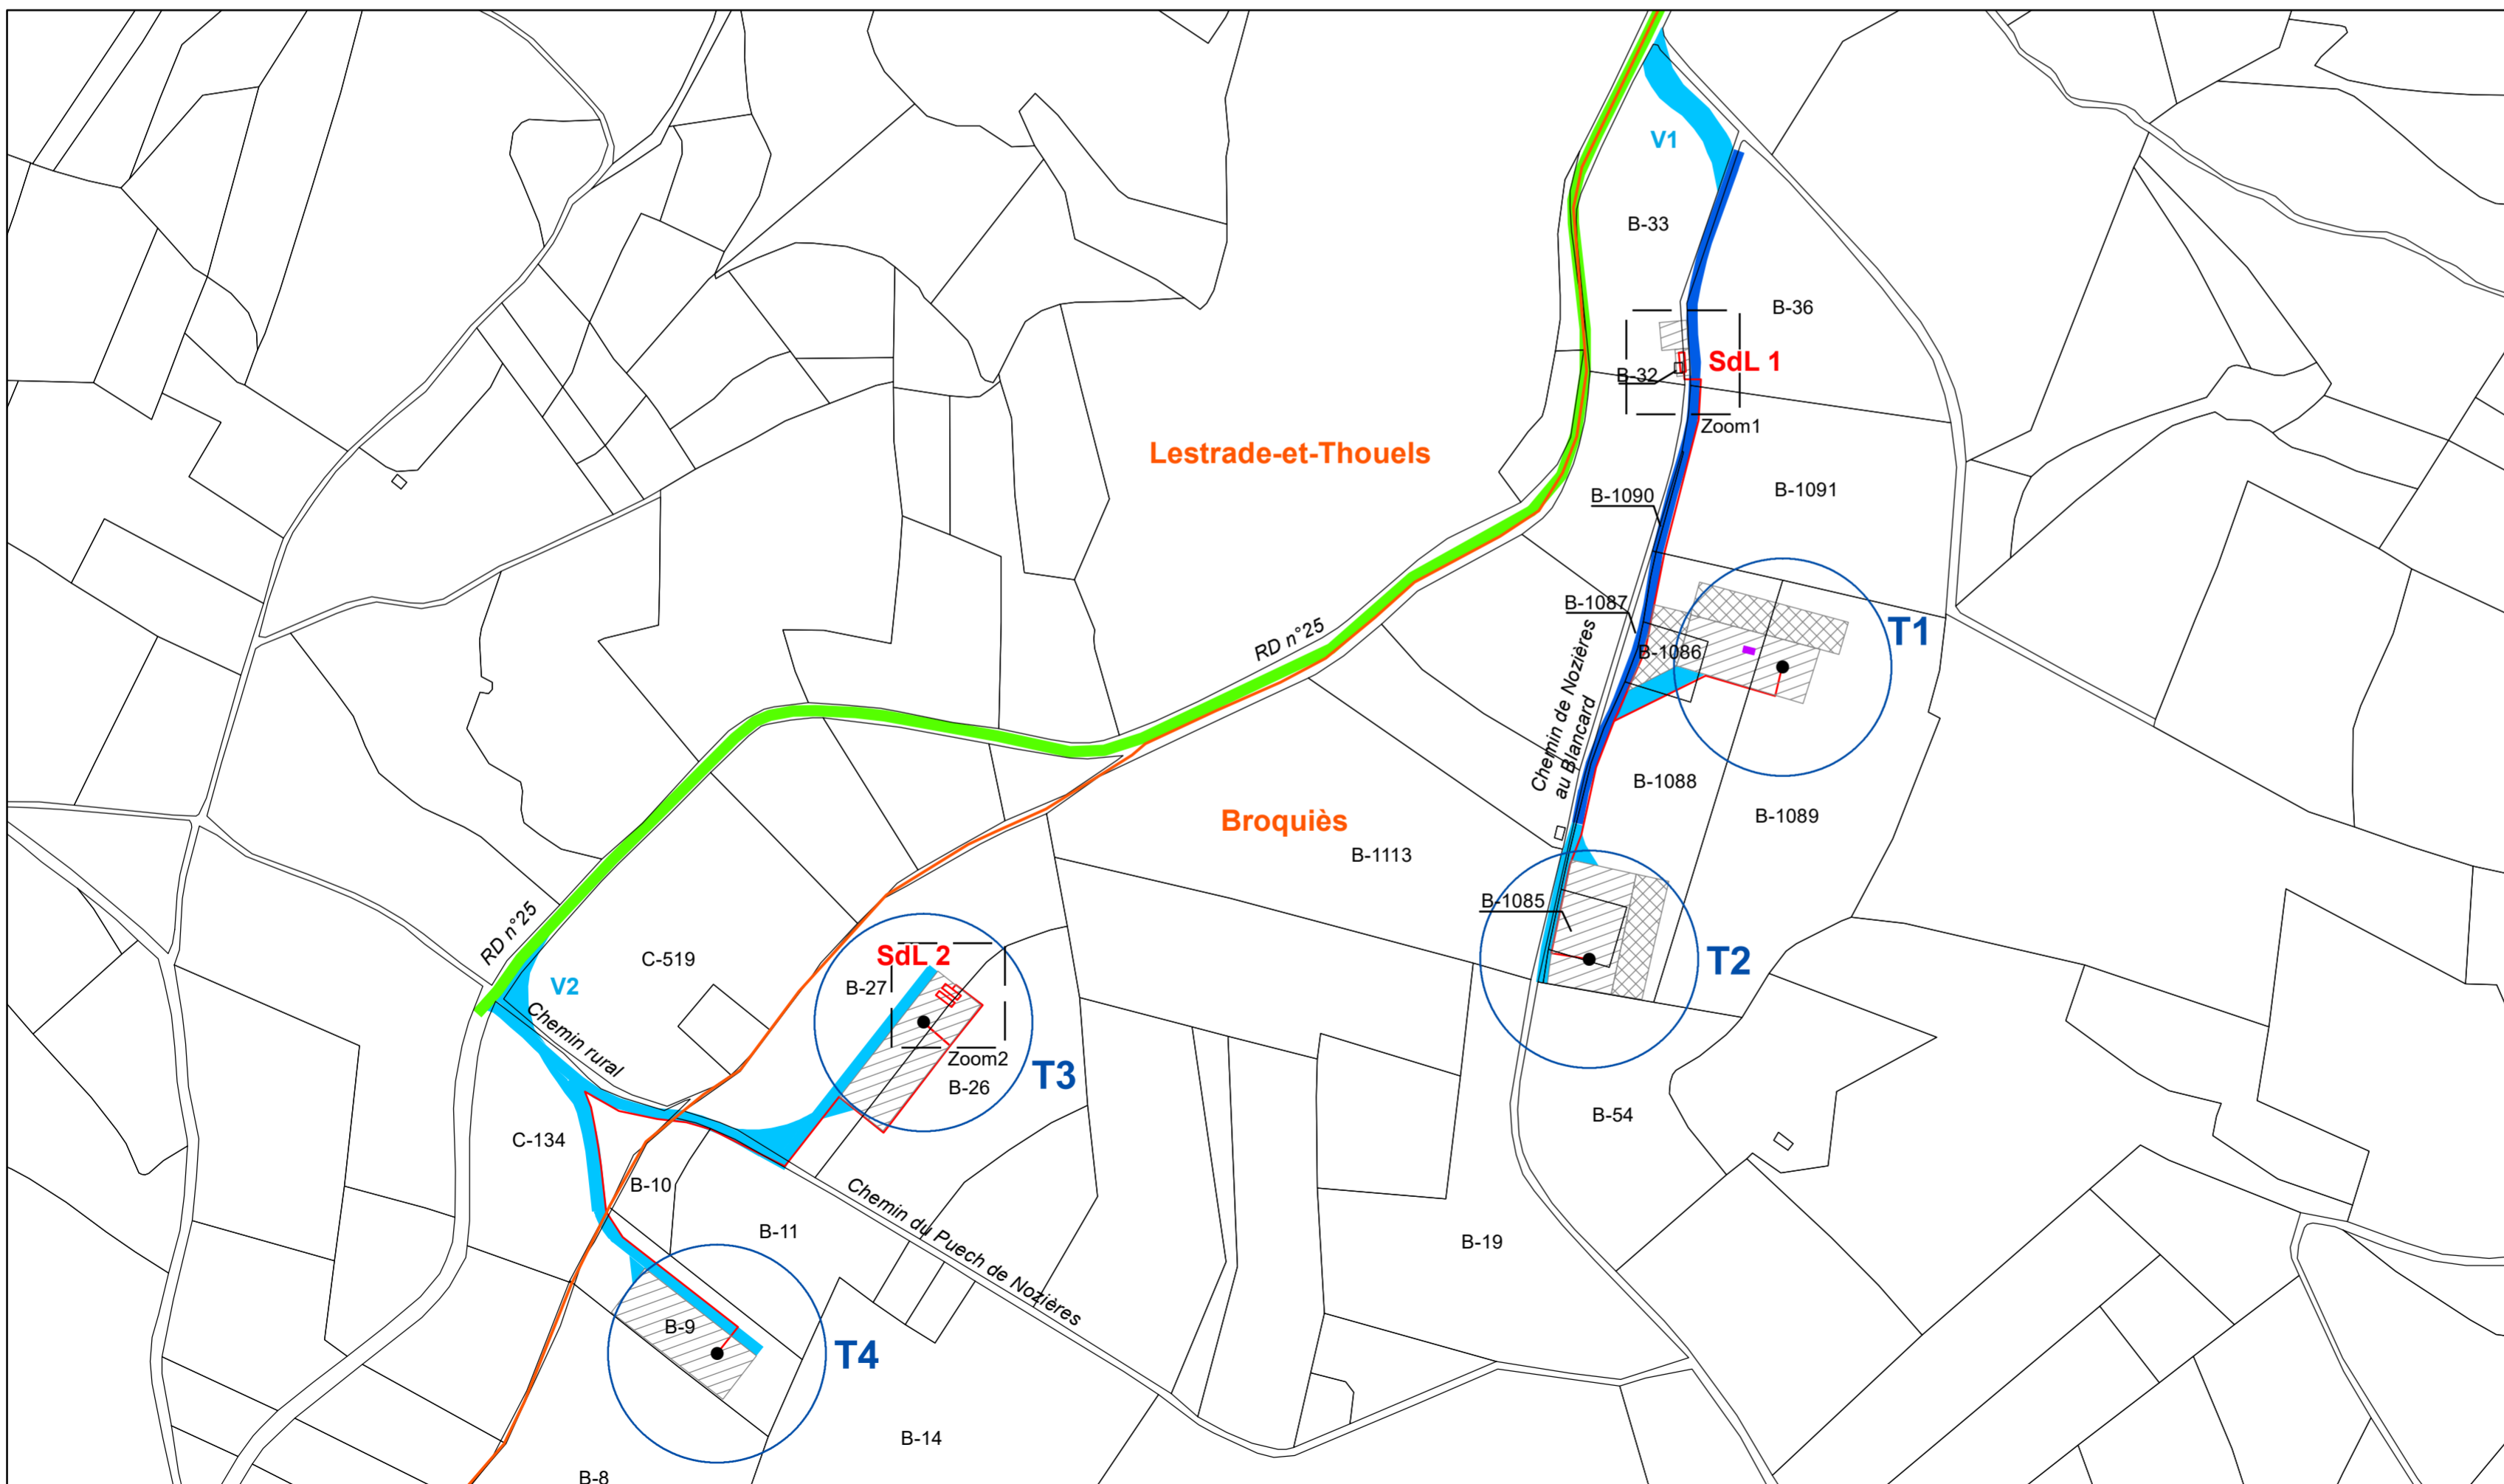 V1
B-33
B-36
SdL 1
B-32
Zoom1
Lestrade-et-Thouels
B-1090
B-1091
B-1087
T1
RD n°25
B-1086
Chemin de Nozières
au Blancard
B-1088
B-1089
Broquiès
B-1113
B-1085
RD n°25
C-519
SdL 2
T2
V2
B-27
Chemin rural
Zoom2
T3
B-26
B-54
C-134
B-10
Chemin du Puech de Nozières
B-11
B-19
B-9
T4
B-14
B-8